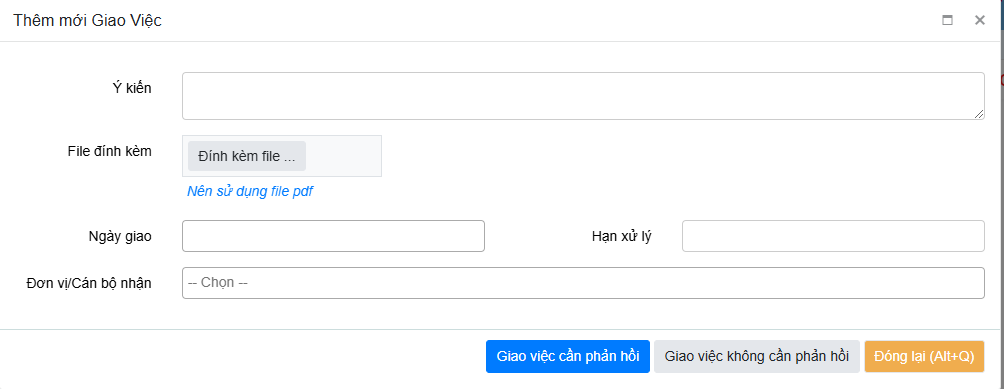 Thêm mới Giao Việc
Ý kiến
File đính kèm
Đính kèm file ...
Nên sử dụng file pdf
Ngày giao
Hạn xử lý
Đơn vị/Cán bộ nhận
-- Chọn --
Giao việc cần phản hồi
Giao việc không cần phản hồi
Đóng lại (Alt+Q)